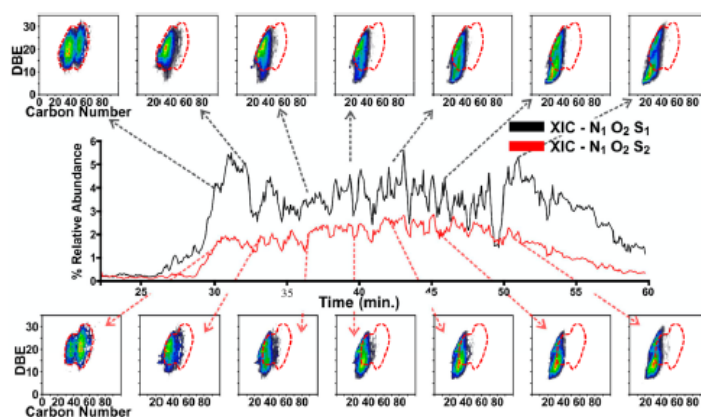 30
20
10
0
DBE
0 20 40 60 80
Carbon Number
20 40 60 80
20 40 60 80
20 40 60 80
20 40 60 80
20 40 60 80
20 40 60 80
XIC - N₁ O₂ S₁
XIC - N₁ O₂ S₂
% Relative Abundance
6
5
4
3
2
1
0
25 30 35 40 45 50 55 60
Time (min.)
30
20
10
0
DBE
0 20 40 60 80
Carbon Number
20 40 60 80
20 40 60 80
20 40 60 80
20 40 60 80
20 40 60 80
20 40 60 80